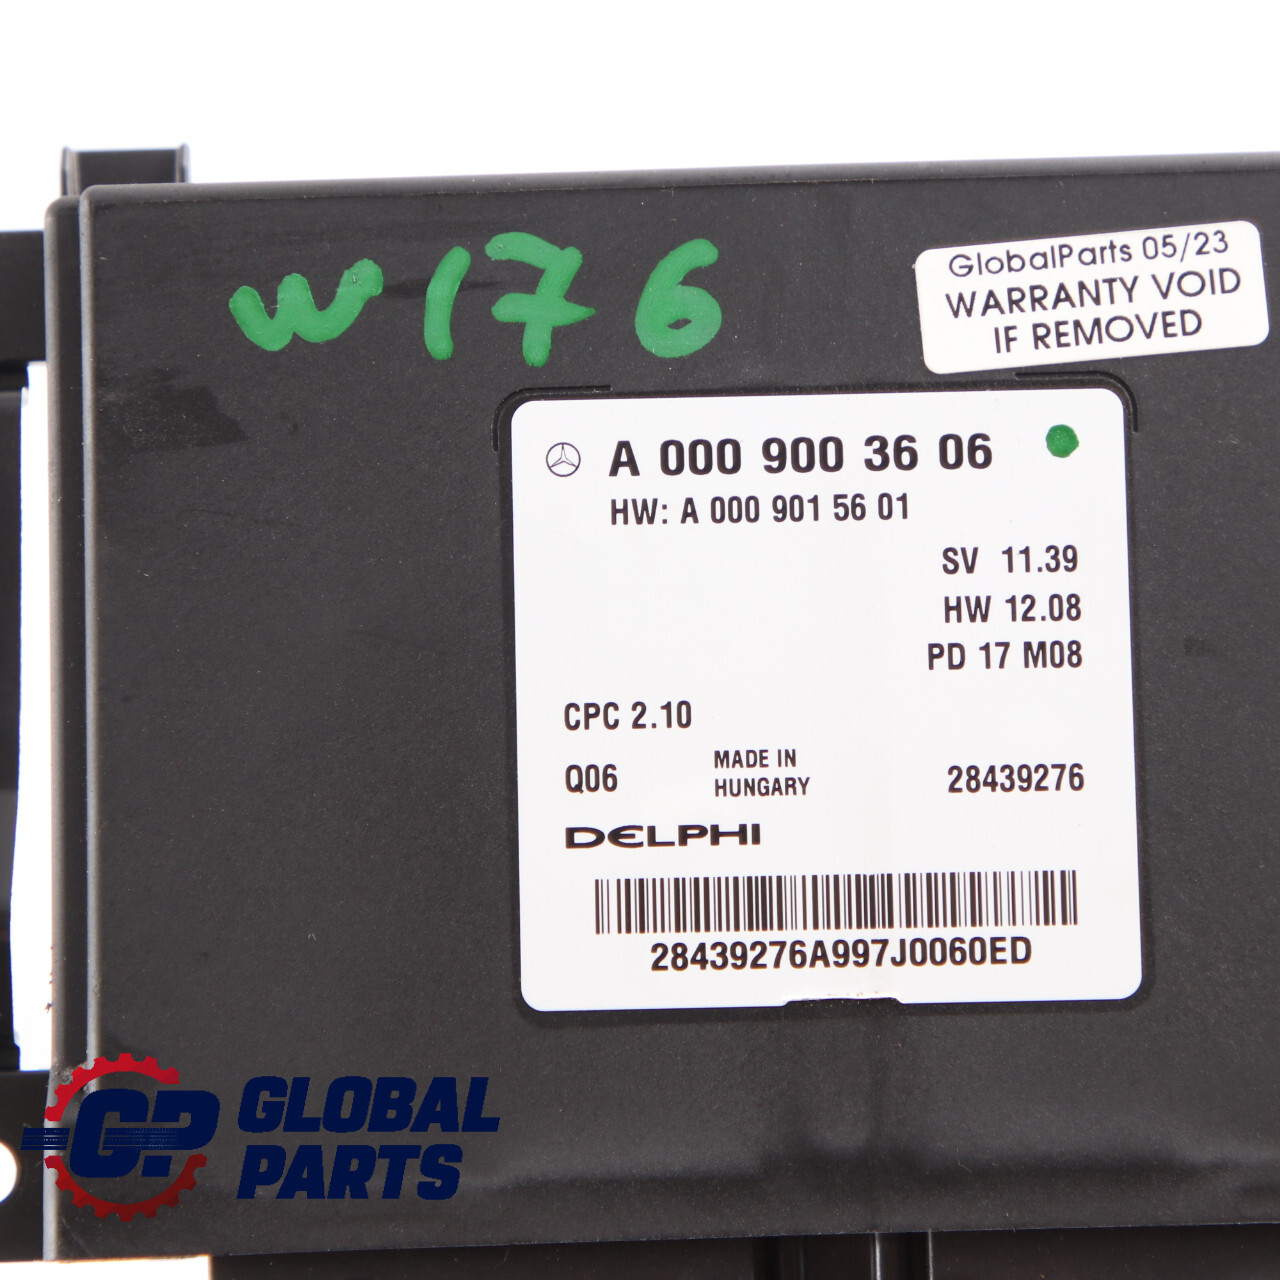 W176
GlobalParts 05/23
WARRANTY VOID
IF REMOVED
A 000 900 36 06
HW: A 000 901 56 01
SV 11.39
HW 12.08
PD 17 M08
CPC 2.10
Q06
MADE IN
HUNGARY
28439276
DELPHI
28439276A997J0060ED
GP
GLOBAL
PARTS